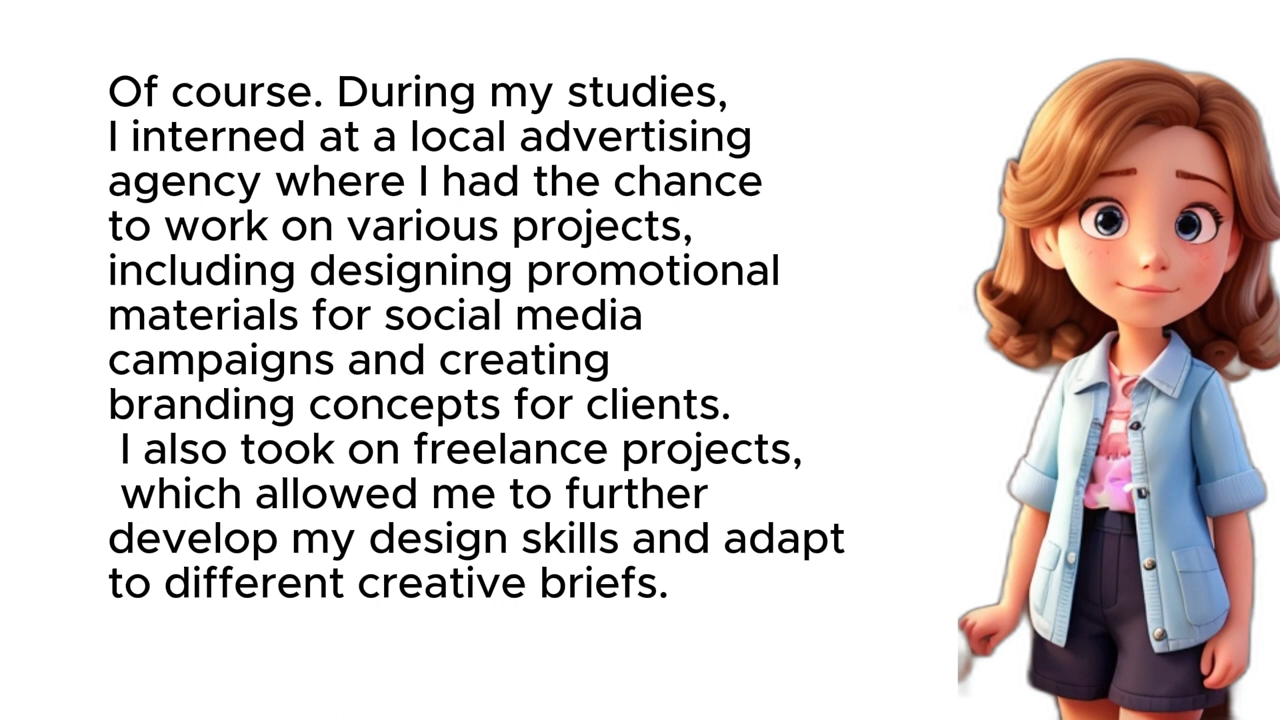 Of course. During my studies,
I interned at a local advertising
agency where I had the chance
to work on various projects,
including designing promotional
materials for social media
campaigns and creating
branding concepts for clients.
I also took on freelance projects,
which allowed me to further
develop my design skills and adapt
to different creative briefs.